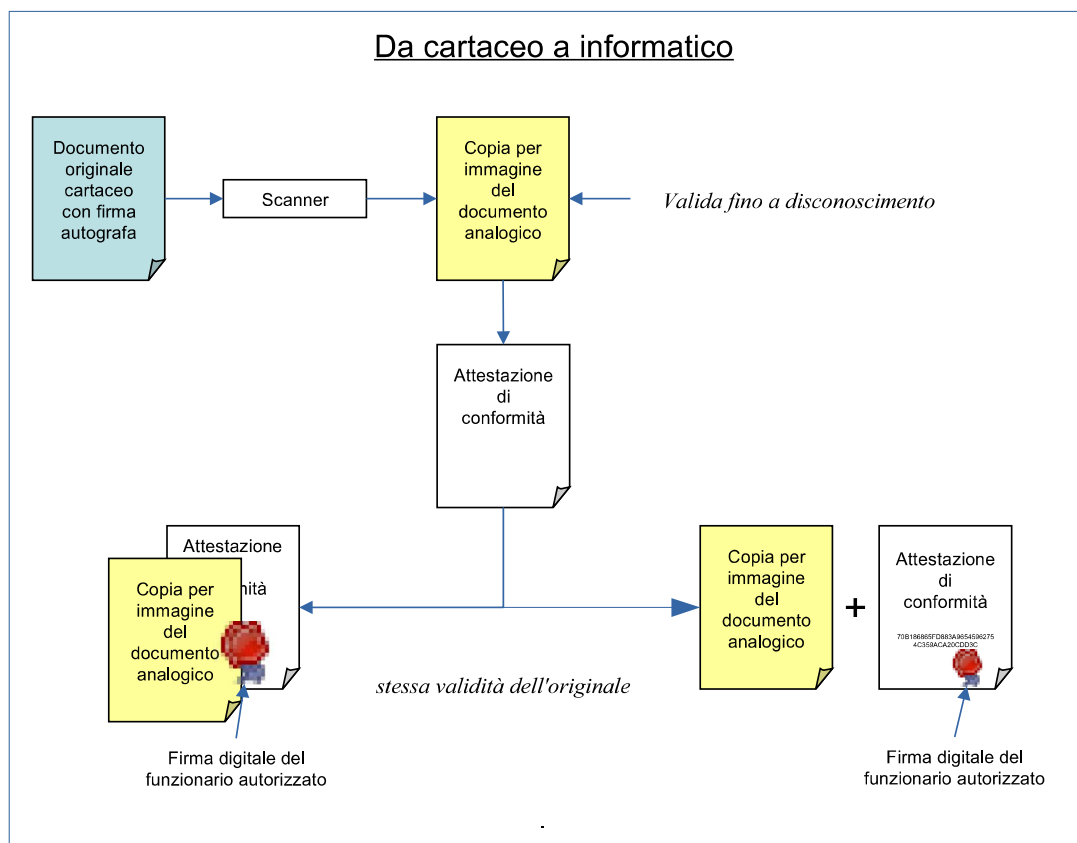 Da cartaceo a informatico
Documento
originale
cartaceo
con firma
autografa
Scanner
Copia per
immagine
del
documento
analogico
Valida fino a disconoscimento
Attestazione
di
conformità
Attestazione
mità
Copia per
immagine
del
documento
analogico
stessa validità dell'originale
Copia per
immagine
del
documento
analogico
+
Attestazione
di
conformità
70B186865FD883A9654596275
4C359ACA20CDD3C
Firma digitale del
funzionario autorizzato
Firma digitale del
funzionario autorizzato